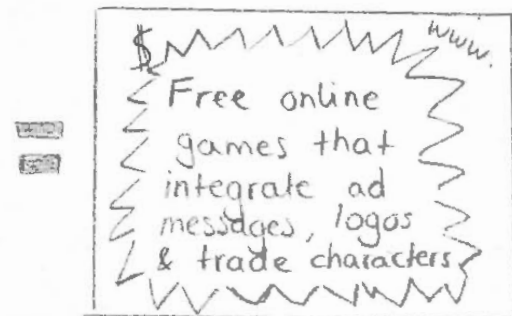 $ www.
Free online
games that
integrate ad
messages, logos
& trade characters